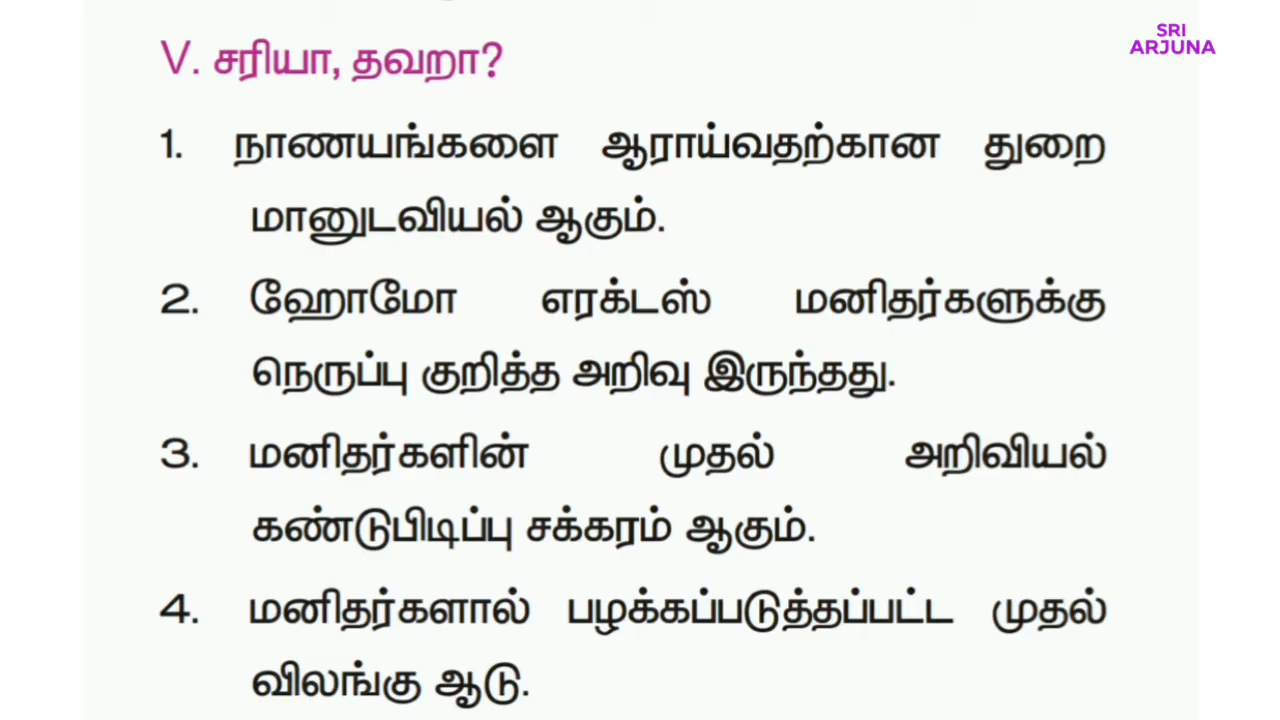 SRI
ARJUNA
V. சரியா, தவறா?
1. நாணயங்களை ஆராய்வதற்கான துறை
மானுடவியல் ஆகும்.
2. ஹோமோ எரக்டஸ் மனிதர்களுக்கு
நெருப்பு குறித்த அறிவு இருந்தது.
3. மனிதர்களின் முதல் அறிவியல்
கண்டுபிடிப்பு சக்கரம் ஆகும்.
4. மனிதர்களால் பழக்கப்படுத்தப்பட்ட முதல்
விலங்கு ஆடு.